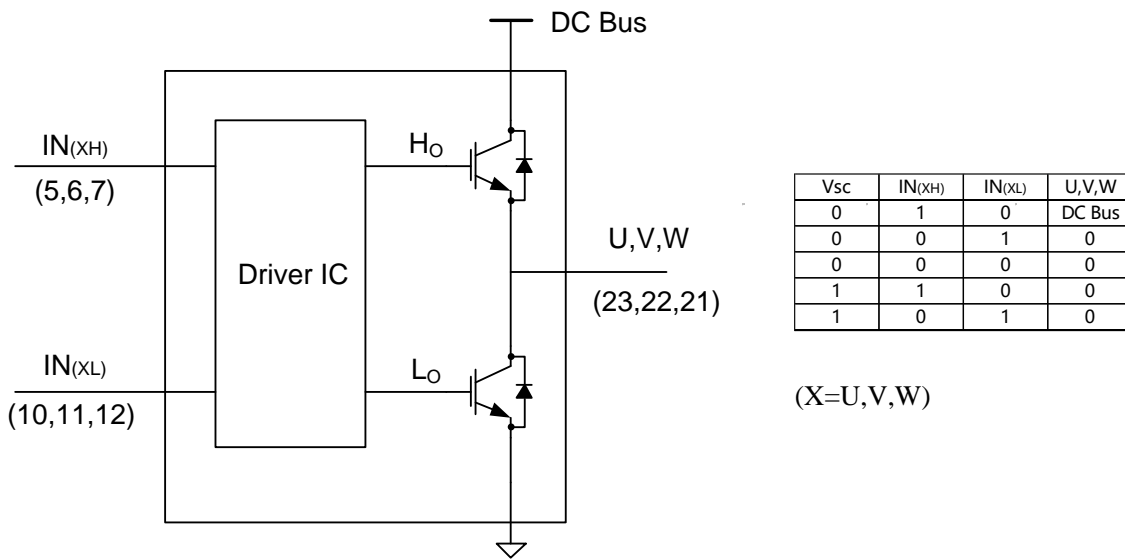 DC Bus
IN(XH)
(5,6,7)
HO
Driver IC
U,V,W
(23,22,21)
IN(XL)
(10,11,12)
LO
Vsc IN(XH) IN(XL) U,V,W
0 1 0 DC Bus
0 0 1 0
0 0 0 0
1 1 0 0
1 0 1 0
(X=U,V,W)